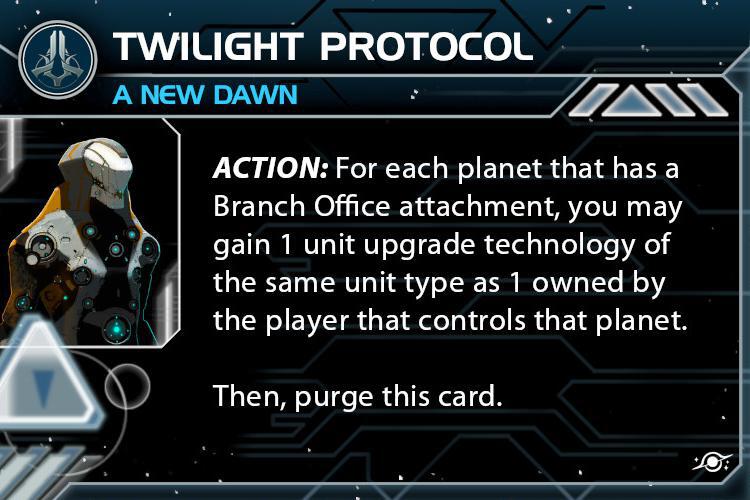 TWILIGHT PROTOCOL
A NEW DAWN
ACTION: For each planet that has a
Branch Office attachment, you may
gain 1 unit upgrade technology of
the same unit type as 1 owned by
the player that controls that planet.
Then, purge this card.